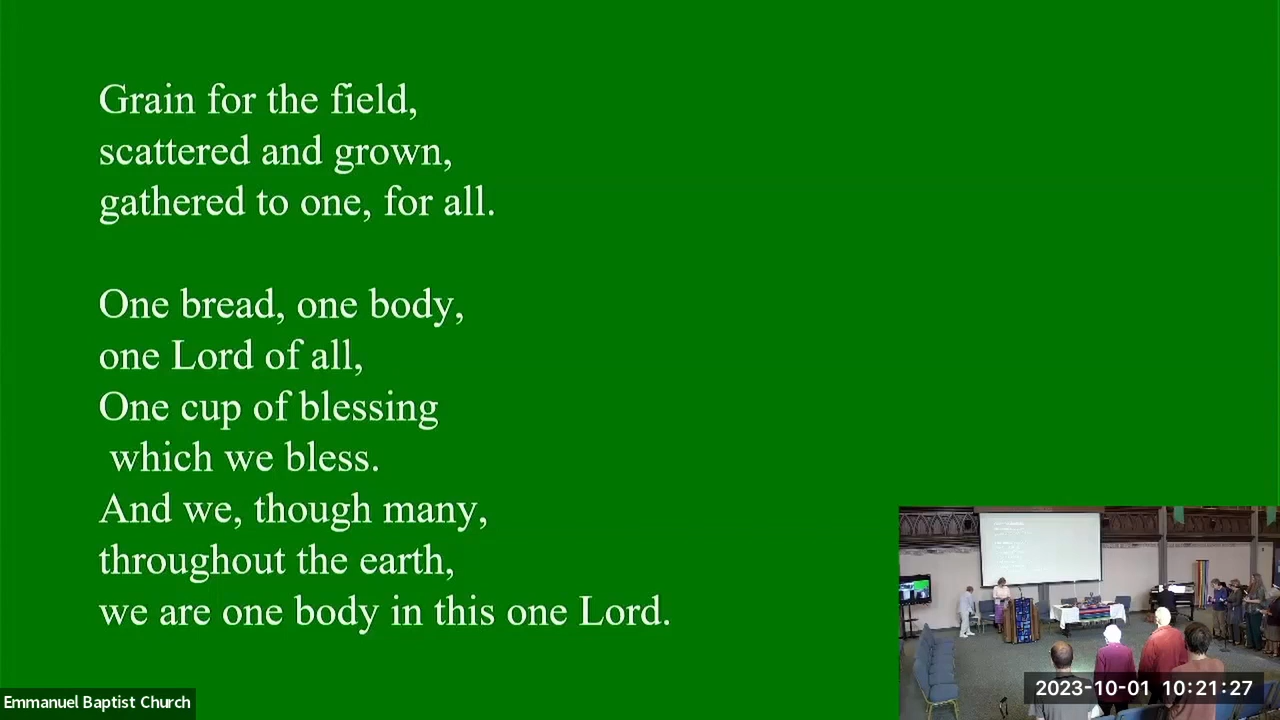 Grain for the field,
scattered and grown,
gathered to one, for all.
One bread, one body,
one Lord of all,
One cup of blessing
which we bless.
And we, though many,
throughout the earth,
we are one body in this one Lord.
Emmanuel Baptist Church
2023-10-01 10:21:27